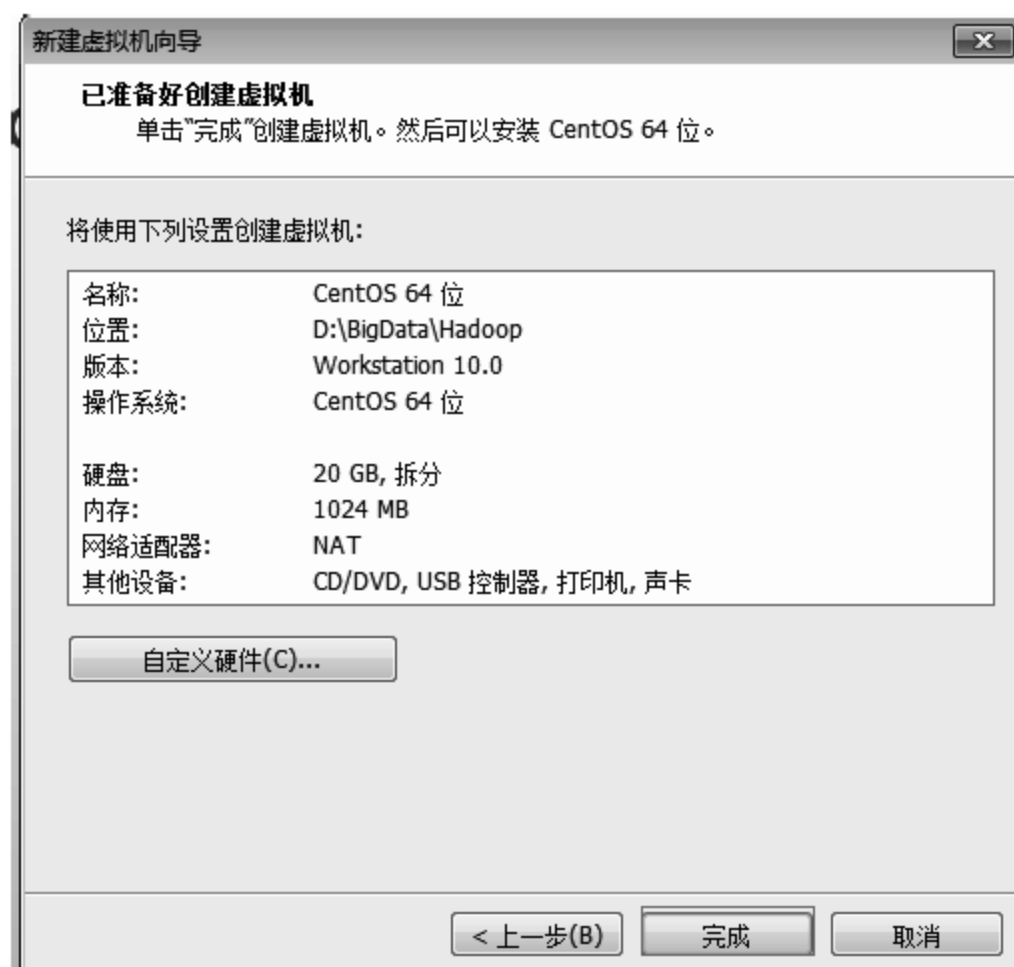 新建虚拟机向导
已准备好创建虚拟机
单击"完成"创建虚拟机。然后可以安装 CentOS 64 位。
将使用下列设置创建虚拟机:
名称: CentOS 64 位
位置: D:\BigData\Hadoop
版本: Workstation 10.0
操作系统: CentOS 64 位
硬盘: 20 GB, 拆分
内存: 1024 MB
网络适配器: NAT
其他设备: CD/DVD, USB 控制器, 打印机, 声卡
自定义硬件(C)...
< 上一步(B) 完成 取消